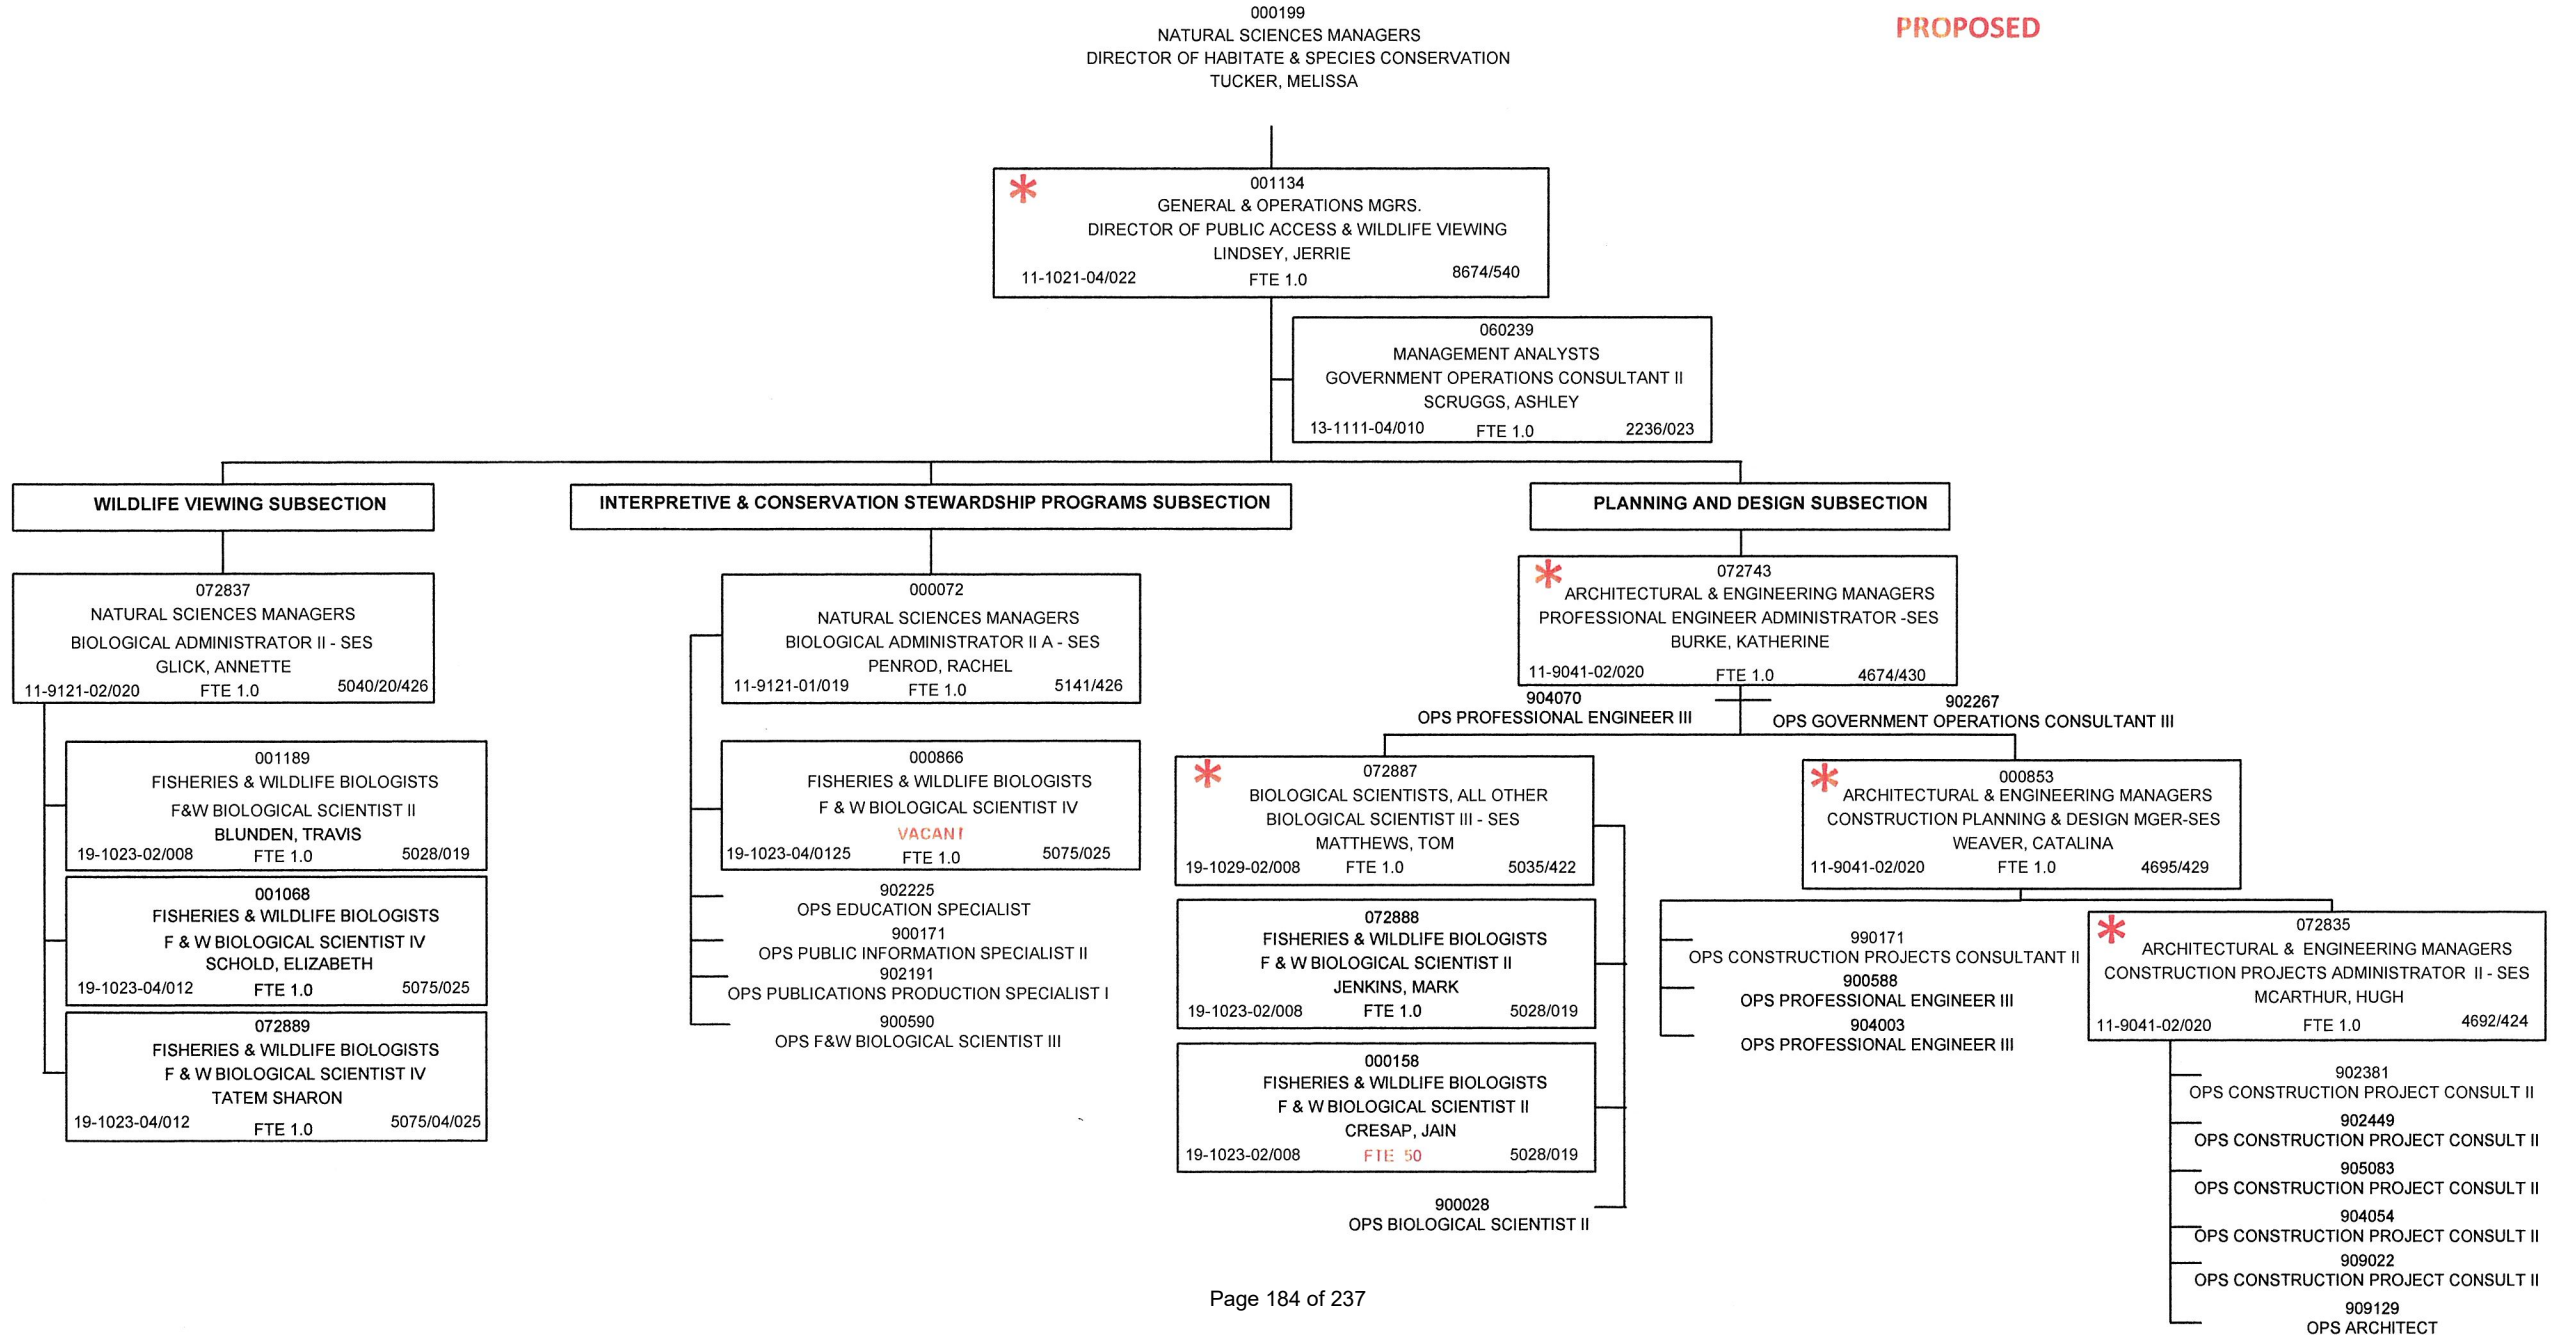 000199
NATURAL SCIENCES MANAGERS
DIRECTOR OF HABITATE & SPECIES CONSERVATION
TUCKER, MELISSA
PROPOSED
*
001134
GENERAL & OPERATIONS MGRS.
DIRECTOR OF PUBLIC ACCESS & WILDLIFE VIEWING
LINDSEY, JERRIE
11-1021-04/022 FTE 1.0 8674/540
060239
MANAGEMENT ANALYSTS
GOVERNMENT OPERATIONS CONSULTANT II
SCRUGGS, ASHLEY
13-1111-04/010 FTE 1.0 2236/023
WILDLIFE VIEWING SUBSECTION
072837
NATURAL SCIENCES MANAGERS
BIOLOGICAL ADMINISTRATOR II - SES
GLICK, ANNETTE
11-9121-02/020 FTE 1.0 5040/20/426
001189
FISHERIES & WILDLIFE BIOLOGISTS
F&W BIOLOGICAL SCIENTIST II
BLUNDEN, TRAVIS
19-1023-02/008 FTE 1.0 5028/019
001068
FISHERIES & WILDLIFE BIOLOGISTS
F & W BIOLOGICAL SCIENTIST IV
SCHOLD, ELIZABETH
19-1023-04/012 FTE 1.0 5075/025
072889
FISHERIES & WILDLIFE BIOLOGISTS
F & W BIOLOGICAL SCIENTIST IV
TATEM SHARON
19-1023-04/012 FTE 1.0 5075/04/025
INTERPRETIVE & CONSERVATION STEWARDSHIP PROGRAMS SUBSECTION
000072
NATURAL SCIENCES MANAGERS
BIOLOGICAL ADMINISTRATOR II A - SES
PENROD, RACHEL
11-9121-01/019 FTE 1.0 5141/426
000866
FISHERIES & WILDLIFE BIOLOGISTS
F & W BIOLOGICAL SCIENTIST IV
VACANT
19-1023-04/0125 FTE 1.0 5075/025
902225
OPS EDUCATION SPECIALIST
900171
OPS PUBLIC INFORMATION SPECIALIST II
902191
OPS PUBLICATIONS PRODUCTION SPECIALIST I
900590
OPS F&W BIOLOGICAL SCIENTIST III
PLANNING AND DESIGN SUBSECTION
*
072743
ARCHITECTURAL & ENGINEERING MANAGERS
PROFESSIONAL ENGINEER ADMINISTRATOR -SES
BURKE, KATHERINE
11-9041-02/020 FTE 1.0 4674/430
904070
OPS PROFESSIONAL ENGINEER III
902267
OPS GOVERNMENT OPERATIONS CONSULTANT III
*
072887
BIOLOGICAL SCIENTISTS, ALL OTHER
BIOLOGICAL SCIENTIST III - SES
MATTHEWS, TOM
19-1029-02/008 FTE 1.0 5035/422
072888
FISHERIES & WILDLIFE BIOLOGISTS
F & W BIOLOGICAL SCIENTIST II
JENKINS, MARK
19-1023-02/008 FTE 1.0 5028/019
000158
FISHERIES & WILDLIFE BIOLOGISTS
F & W BIOLOGICAL SCIENTIST II
CRESAP, JAIN
19-1023-02/008 FTE 50 5028/019
900028
OPS BIOLOGICAL SCIENTIST II
*
000853
ARCHITECTURAL & ENGINEERING MANAGERS
CONSTRUCTION PLANNING & DESIGN MGER-SES
WEAVER, CATALINA
11-9041-02/020 FTE 1.0 4695/429
990171
OPS CONSTRUCTION PROJECTS CONSULTANT II
900588
OPS PROFESSIONAL ENGINEER III
904003
OPS PROFESSIONAL ENGINEER III
*
072835
ARCHITECTURAL & ENGINEERING MANAGERS
CONSTRUCTION PROJECTS ADMINISTRATOR II - SES
MCARTHUR, HUGH
11-9041-02/020 FTE 1.0 4692/424
902381
OPS CONSTRUCTION PROJECT CONSULT II
902449
OPS CONSTRUCTION PROJECT CONSULT II
905083
OPS CONSTRUCTION PROJECT CONSULT II
904054
OPS CONSTRUCTION PROJECT CONSULT II
909022
OPS CONSTRUCTION PROJECT CONSULT II
909129
OPS ARCHITECT
Page 184 of 237